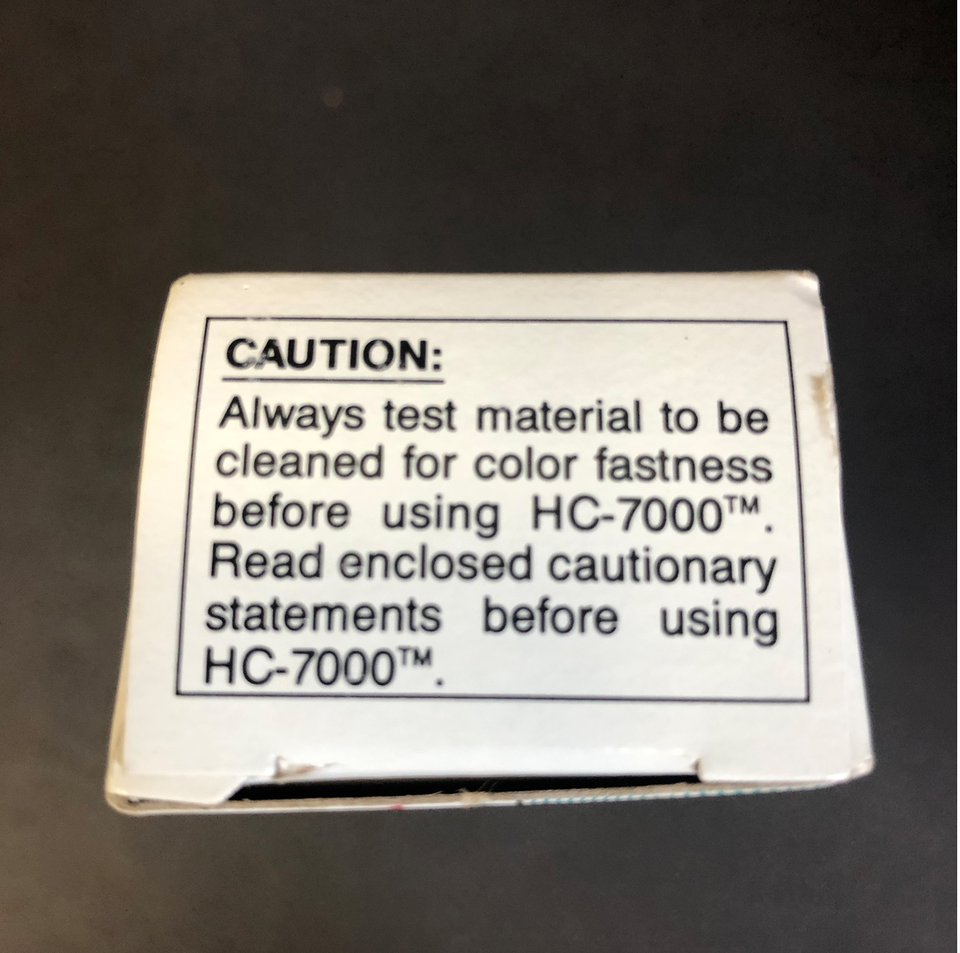 CAUTION:
Always test material to be
cleaned for color fastness
before using HC-7000™.
Read enclosed cautionary
statements before using
HC-7000™.